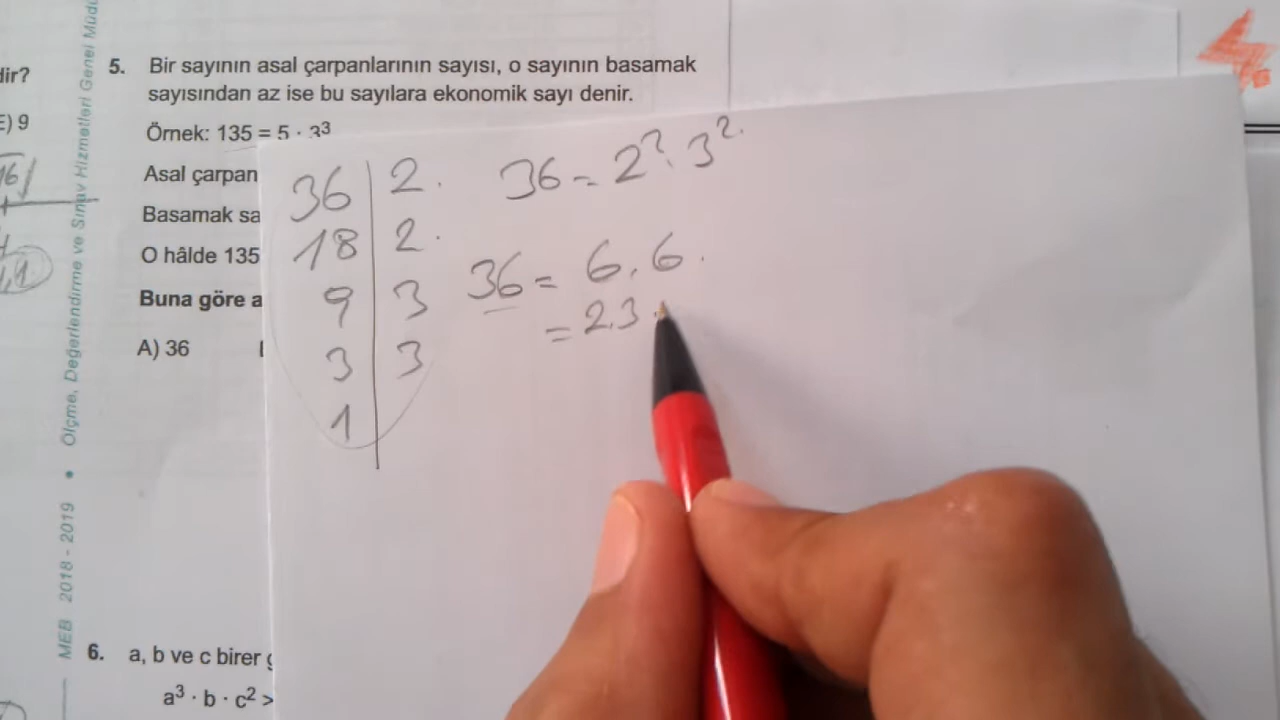 dir?
E) 9
16
Ölçme, Değerlendirme ve Sınav Hizmetleri Genel Müdü
MEB 2018 - 2019
5. Bir sayının asal çarpanlarının sayısı, o sayının basamak
sayısından az ise bu sayılara ekonomik sayı denir.
Örnek: 135 = 5 · 3³
Asal çarpan
Basamak sa
O hâlde 135
Buna göre a
A) 36
36 | 2.
18 | 2.
9 | 3
3 | 3
1
36 = 2². 3².
36 = 6. 6.
= 2.3.
6. a, b ve c birer
a³ · b · c² >